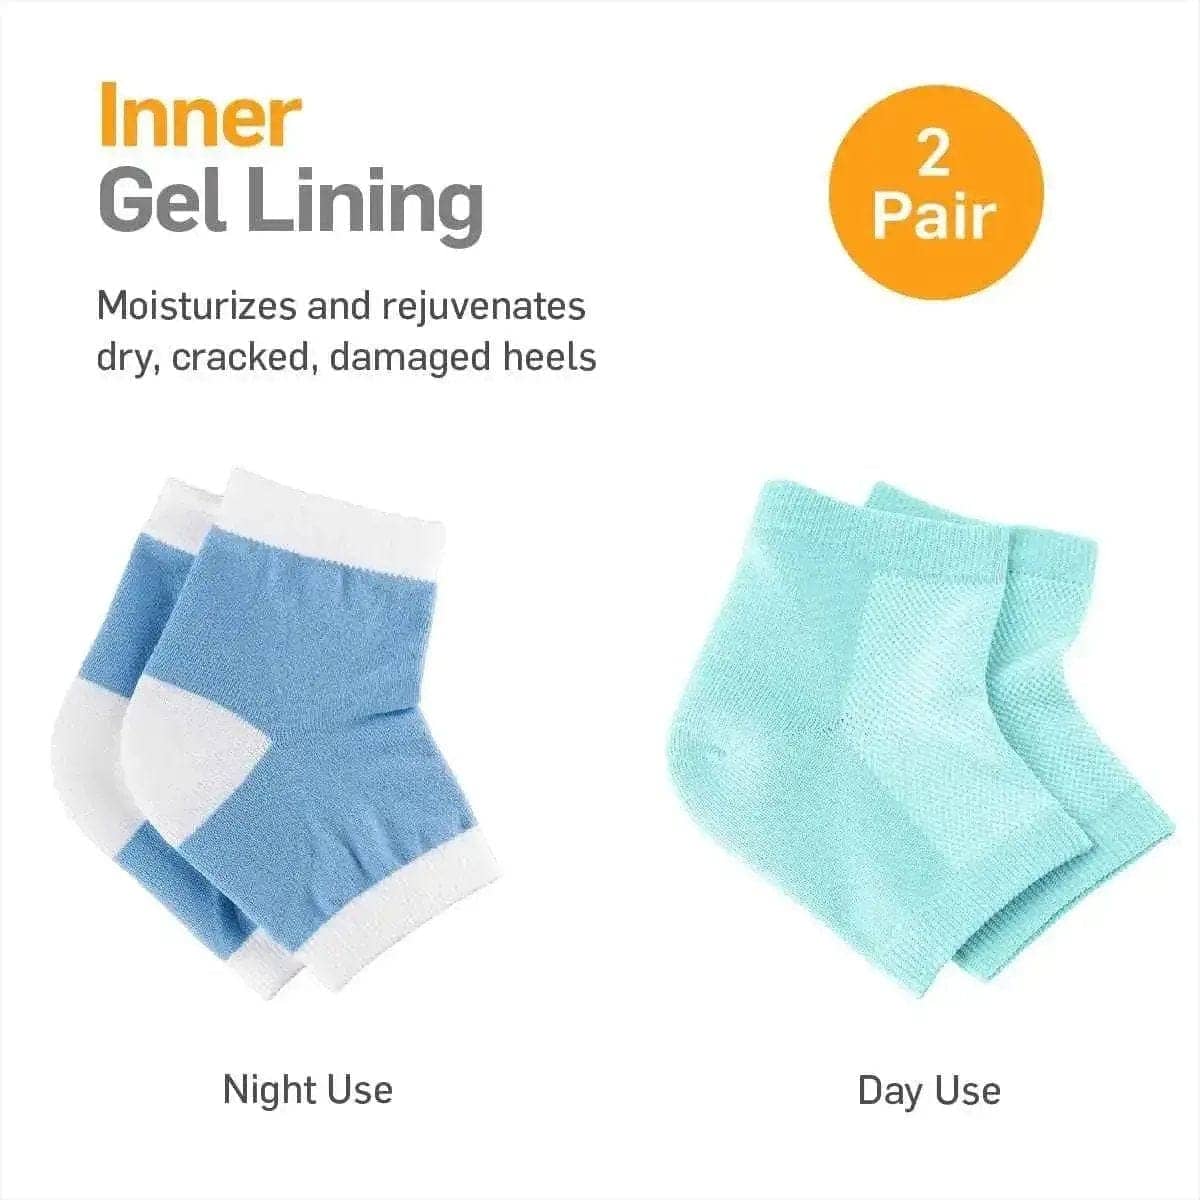 Inner
Gel Lining
Moisturizes and rejuvenates
dry, cracked, damaged heels
2
Pair
Night Use
Day Use